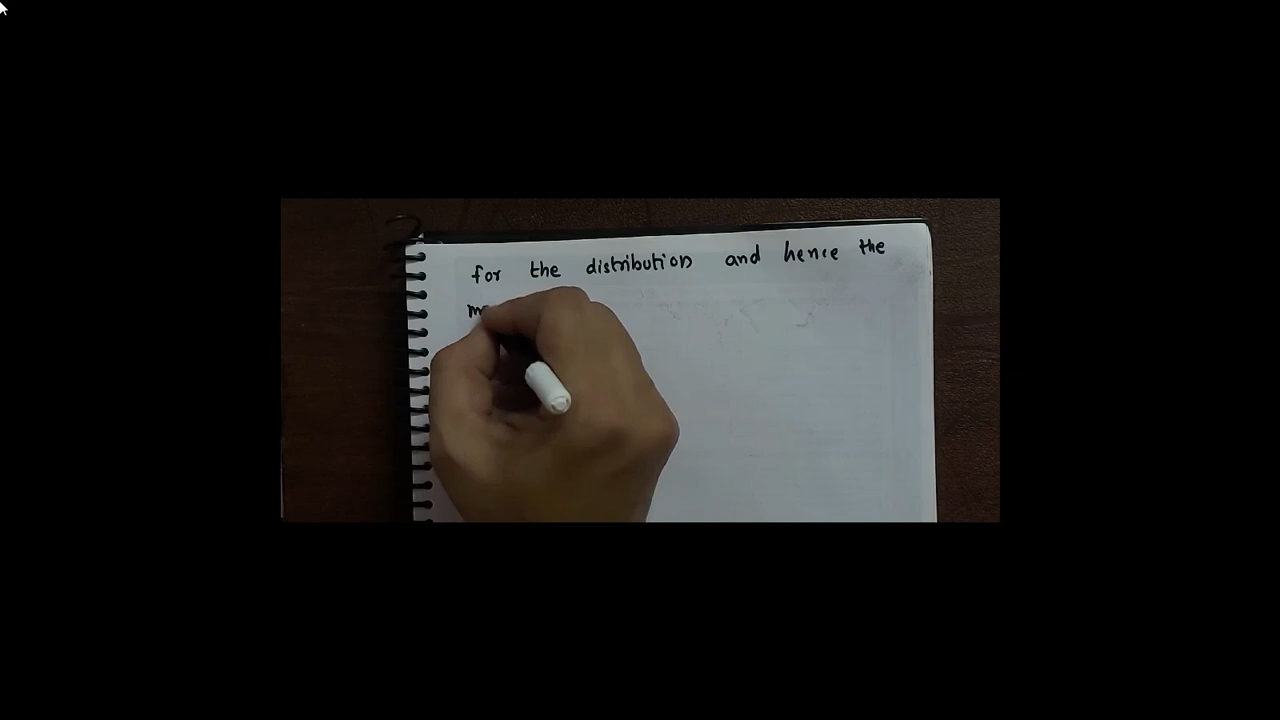 for the distribution and hence the